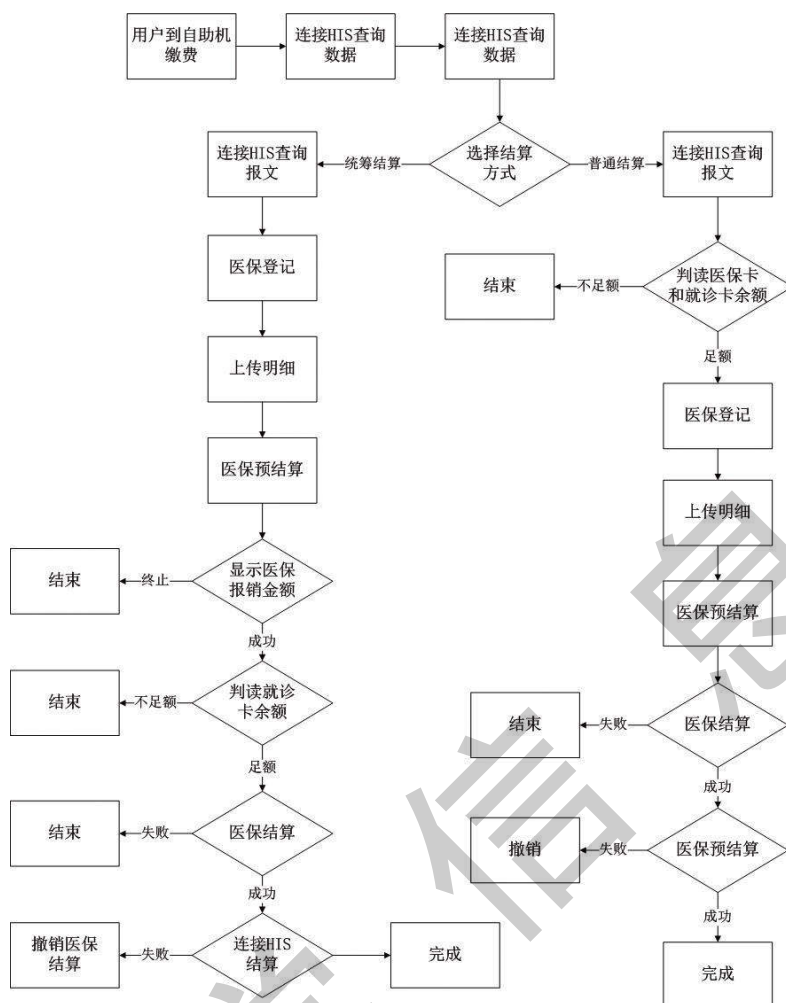 用户到自助机
缴费
连接HIS查询
数据
连接HIS查询
数据
选择结算
方式
统筹结算
普通结算
连接HIS查询
报文
医保登记
上传明细
医保预结算
显示医保
报销金额
终止
结束
成功
判读就诊
卡余额
不足额
结束
足额
医保结算
失败
结束
成功
连接HIS
结算
失败
撤销医保
结算
完成
连接HIS查询
报文
判读医保卡
和就诊卡余额
不足额
结束
足额
医保登记
上传明细
医保预结算
医保结算
失败
结束
成功
医保预结算
失败
撤销
成功
完成
信
息